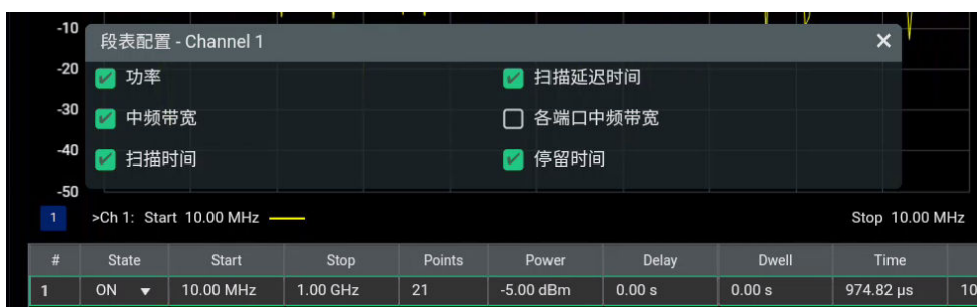 -10
段表配置 - Channel 1
-20
功率
扫描延迟时间
-30
中频带宽
各端口中频带宽
-40
扫描时间
停留时间
-50
1 >Ch 1: Start 10.00 MHz Stop 10.00 MHz
# State Start Stop Points Power Delay Dwell Time
1 ON 10.00 MHz 1.00 GHz 21 -5.00 dBm 0.00 s 0.00 s 974.82 µs 10